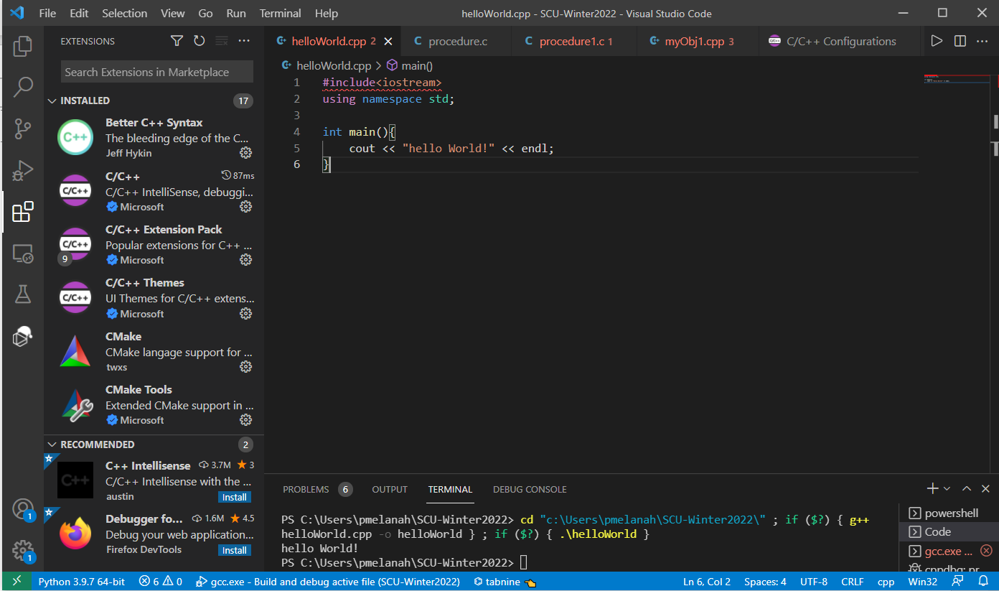 File Edit Selection View Go Run Terminal Help helloWorld.cpp - SCU-Winter2022 - Visual Studio Code
EXTENSIONS
Search Extensions in Marketplace
INSTALLED 17
C++
Better C++ Syntax
The bleeding edge of the C...
Jeff Hykin
C/C++
C/C++ 87ms
C/C++ IntelliSense, debuggi...
Microsoft
C/C++
9
C/C++ Extension Pack
Popular extensions for C++ ...
Microsoft
C/C++
C/C++ Themes
UI Themes for C/C++ extens...
Microsoft
CMake
CMake langage support for ...
twxs
CMake Tools
Extended CMake support in ...
Microsoft
RECOMMENDED 2
C++
C++ Intellisense 3.7M 3
C/C++ Intellisense with the ...
austin Install
Debugger fo... 1.6M 4.5
Debug your web application...
Firefox DevTools Install
1
1
helloWorld.cpp 2 procedure.c procedure1.c 1 myObj1.cpp 3 C/C++ Configurations
helloWorld.cpp > main()
1 #include<iostream>
2 using namespace std;
3
4 int main(){
5 cout << "hello World!" << endl;
6 }
PROBLEMS 6 OUTPUT TERMINAL DEBUG CONSOLE
PS C:\Users\pmelanah\SCU-Winter2022> cd "c:\Users\pmelanah\SCU-Winter2022\" ; if ($?) { g++
helloWorld.cpp -o helloWorld } ; if ($?) { .\helloWorld }
hello World!
PS C:\Users\pmelanah\SCU-Winter2022>
powershell
Code
gcc.exe ...
cppdbg: pr
Python 3.9.7 64-bit 6 0 gcc.exe - Build and debug active file (SCU-Winter2022) tabnine Ln 6, Col 2 Spaces: 4 UTF-8 CRLF cpp Win32